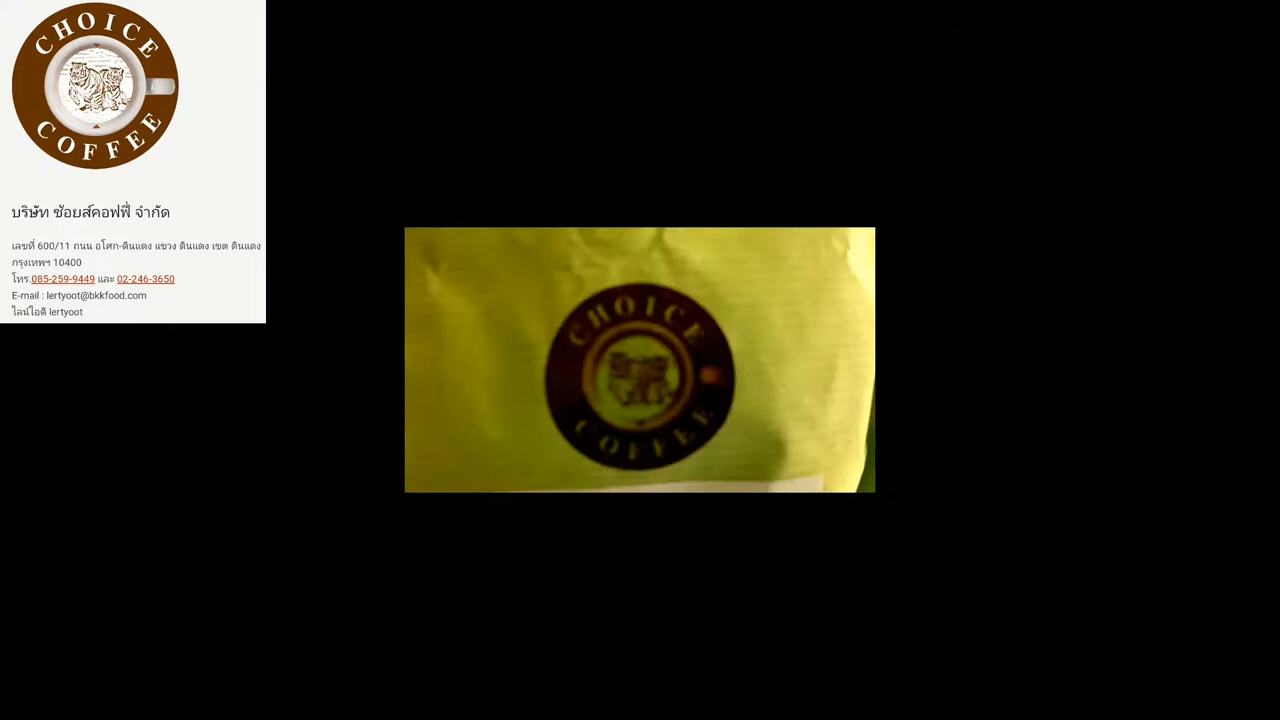 CHOICE
COFFEE
บริษัท ช้อยส์คอฟฟี่ จำกัด
เลขที่ 600/11 ถนน อโศก-ดินแดง แขวง ดินแดง เขต ดินแดง
กรุงเทพฯ 10400
โทร.085-259-9449 และ 02-246-3650
E-mail : lertyoot@bkkfood.com
ไลน์ไอดี lertyoot
CHOICE
COFFEE